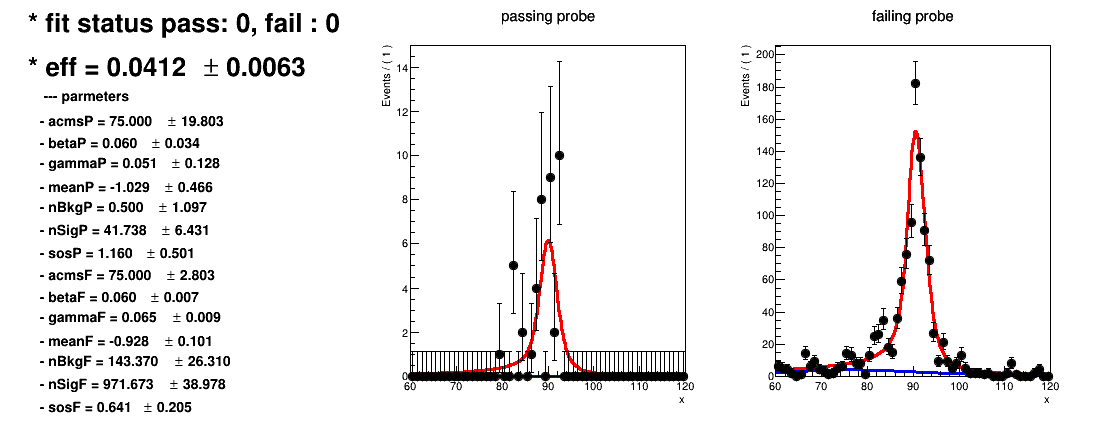 * fit status pass: 0, fail : 0
* eff = 0.0412 ± 0.0063
--- parmeters
- acmsP = 75.000 ± 19.803
- betaP = 0.060 ± 0.034
- gammaP = 0.051 ± 0.128
- meanP = -1.029 ± 0.466
- nBkgP = 0.500 ± 1.097
- nSigP = 41.738 ± 6.431
- sosP = 1.160 ± 0.501
- acmsF = 75.000 ± 2.803
- betaF = 0.060 ± 0.007
- gammaF = 0.065 ± 0.009
- meanF = -0.928 ± 0.101
- nBkgF = 143.370 ± 26.310
- nSigF = 971.673 ± 38.978
- sosF = 0.641 ± 0.205
passing probe
Events / ( 1 )
14
12
10
8
6
4
2
0
60 70 80 90 100 110 120
x
failing probe
Events / ( 1 )
200
180
160
140
120
100
80
60
40
20
0
60 70 80 90 100 110 120
x